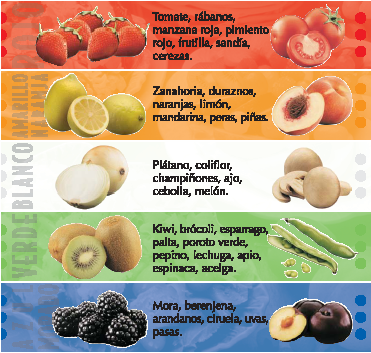 Tomate, rábanos,
manzana roja, pimiento
rojo, frutilla, sandía,
cerezas.
AMARILLO
NARANJA
Zanahoria, duraznos,
naranjas, limón,
mandarina, peras, piñas.
BLANCO
Plátano, coliflor,
champiñones, ajo,
cebolla, melón.
VERDE
Kiwi, brócoli, esparrago,
palta, poroto verde,
pepino, lechuga, apio,
espinaca, acelga.
Mora, berenjena,
arandanos, ciruela, uvas,
pasas.